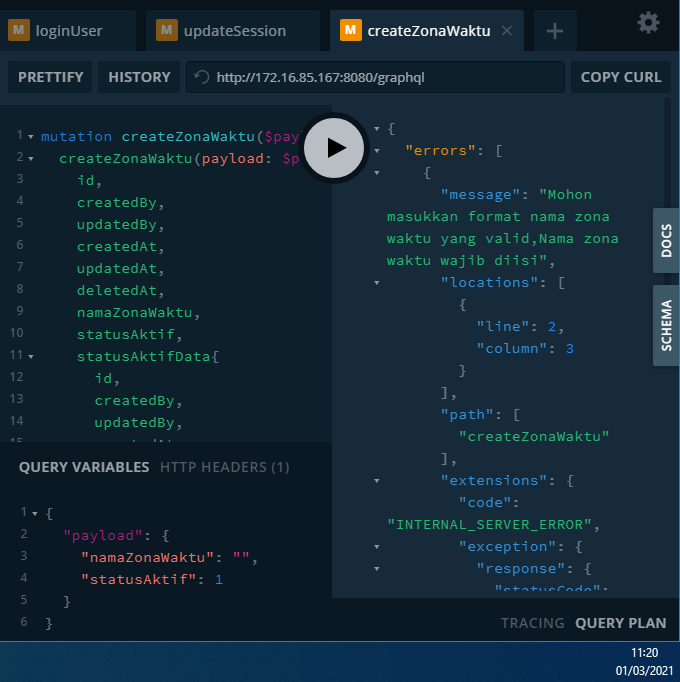 M loginUser
M updateSession
M createZonaWaktu
PRETTIFY
HISTORY
http://172.16.85.167:8080/graphql
COPY CURL
1 mutation createZonaWaktu($pay
2 createZonaWaktu(payload: $p
3 id,
4 createdBy,
5 updatedBy,
6 createdAt,
7 updatedAt,
8 deletedAt,
9 namaZonaWaktu,
10 statusAktif,
11 statusAktifData{
12 id,
13 createdBy,
14 updatedBy,
QUERY VARIABLES HTTP HEADERS (1)
1 {
2 "payload": {
3 "namaZonaWaktu": "",
4 "statusAktif": 1
5 }
6 }
{
"errors": [
{
"message": "Mohon
masukkan format nama zona
waktu yang valid,Nama zona
waktu wajib diisi",
"locations": [
{
"line": 2,
"column": 3
}
],
"path": [
"createZonaWaktu"
],
"extensions": {
"code":
"INTERNAL_SERVER_ERROR",
"exception": {
"response": {
"statusCode":
DOCS
SCHEMA
TRACING QUERY PLAN
11:20
01/03/2021